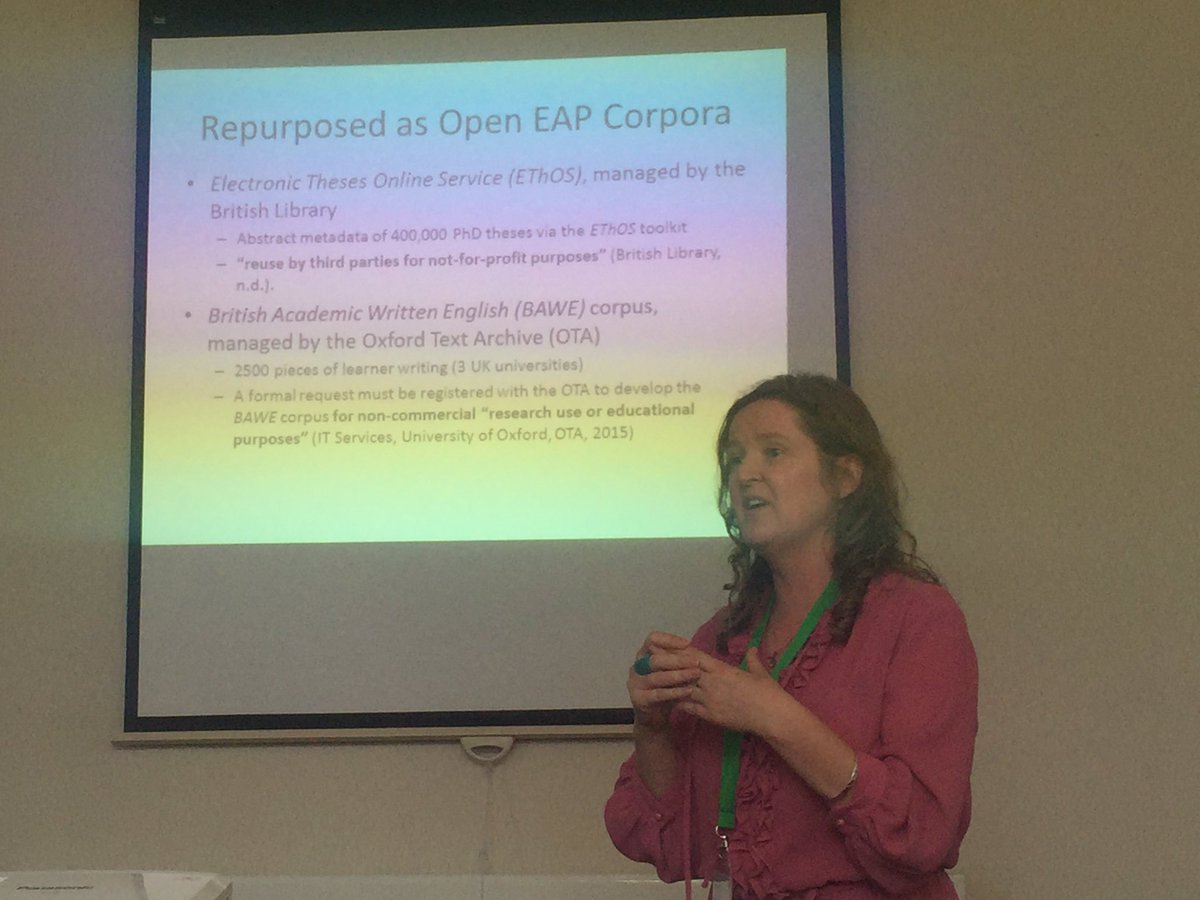 Repurposed as Open EAP Corpora
• Electronic Theses Online Service (EThOS), managed by the
British Library
– Abstract metadata of 400,000 PhD theses via the EThOS toolkit
– “reuse by third parties for not-for-profit purposes” (British Library,
n.d.).
• British Academic Written English (BAWE) corpus,
managed by the Oxford Text Archive (OTA)
– 2500 pieces of learner writing (3 UK universities)
– A formal request must be registered with the OTA to develop the
BAWE corpus for non-commercial “research use or educational
purposes” (IT Services, University of Oxford, OTA, 2015)